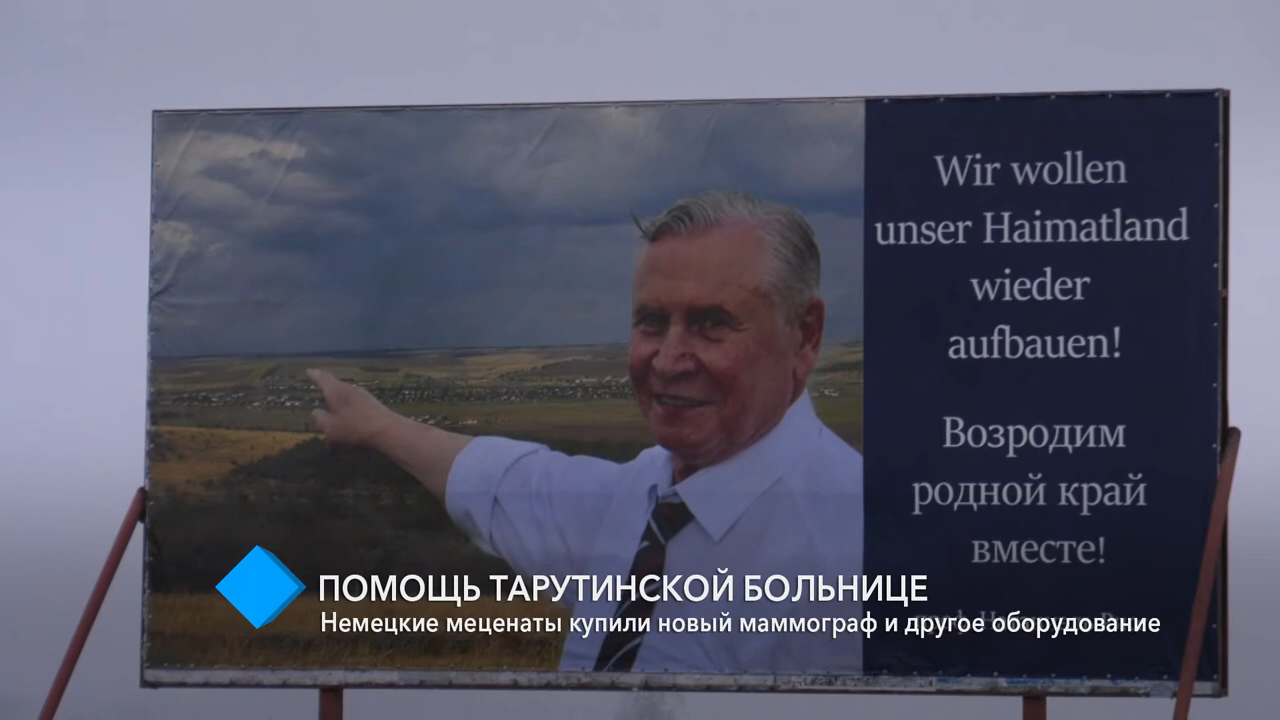 Wir wollen
unser Haimatland
wieder
aufbauen!
Возродим
родной край
вместе!
ПОМОЩЬ ТАРУТИНСКОЙ БОЛЬНИЦЕ
Немецкие меценаты купили новый маммограф и другое оборудование